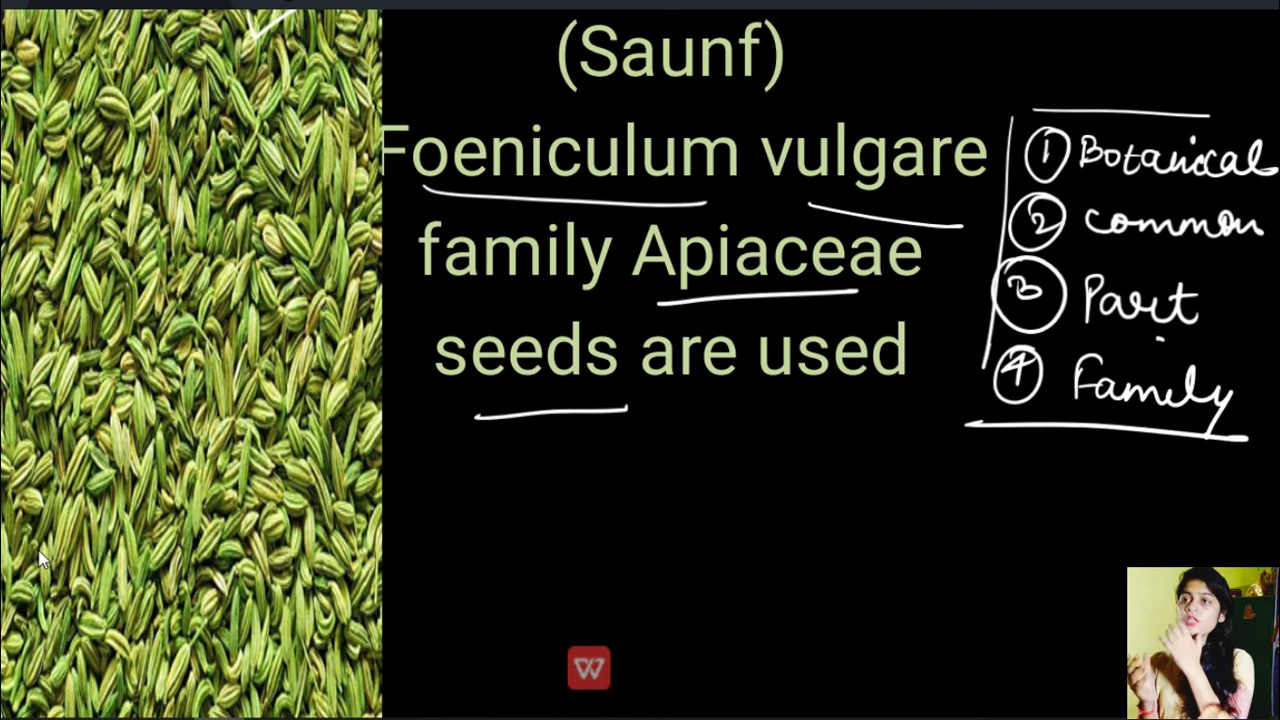 (Saunf)
Foeniculum vulgare
family Apiaceae
seeds are used
1 Botanical
2 common
3 Part
4 Family
W